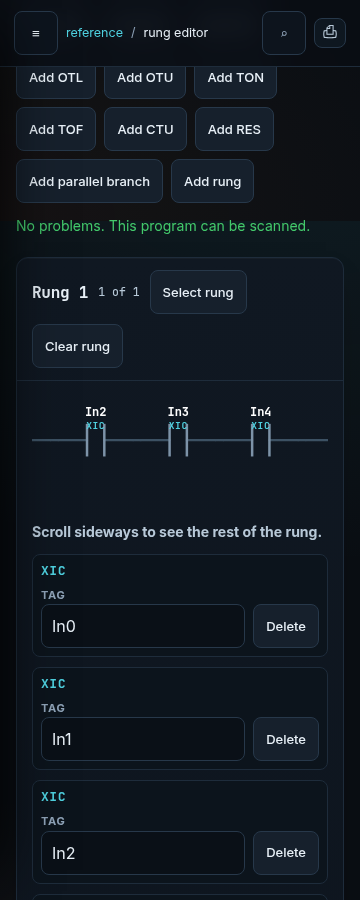 reference / rung editor
Add OTL Add OTU Add TON
Add TOF Add CTU Add RES
Add parallel branch Add rung
No problems. This program can be scanned.
Rung 1 1 of 1 Select rung
Clear rung
In2 In3 In4
XIC XIC XIC
Scroll sideways to see the rest of the rung.
XIC
TAG
In0 Delete
XIC
TAG
In1 Delete
XIC
TAG
In2 Delete